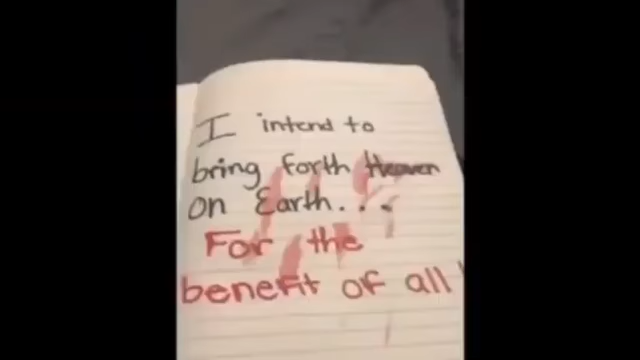 I intend to
bring forth Heaven
on Earth...
For the
benefit of all!